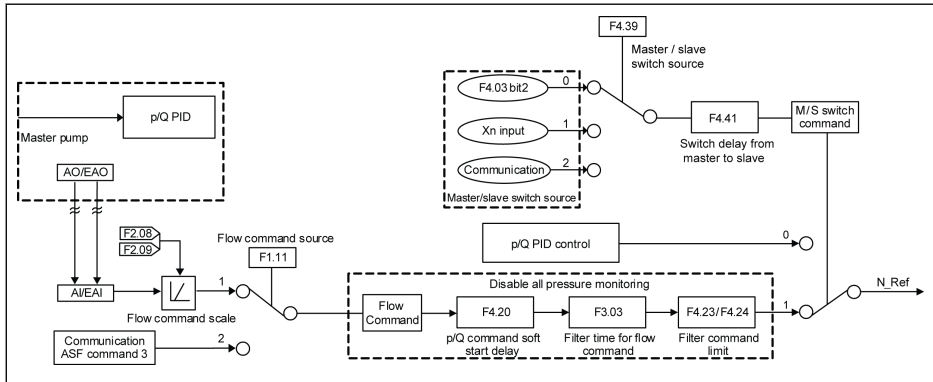 F4.39
Master / slave
switch source
0
F4.03 bit2
p/Q PID
Master pump
Xn input
1
F4.41
M/S switch
command
Switch delay from
master to slave
Communication
2
Master/slave switch source
AO/EAO
F2.08
F2.09
Flow command source
F1.11
p/Q PID control
0
AI/EAI
1
Flow command scale
Disable all pressure monitoring
Flow
Command
F4.20
F3.03
F4.23/F4.24
1
N_Ref
p/Q command soft
start delay
Filter time for flow
command
Filter command
limit
Communication
ASF command 3
2